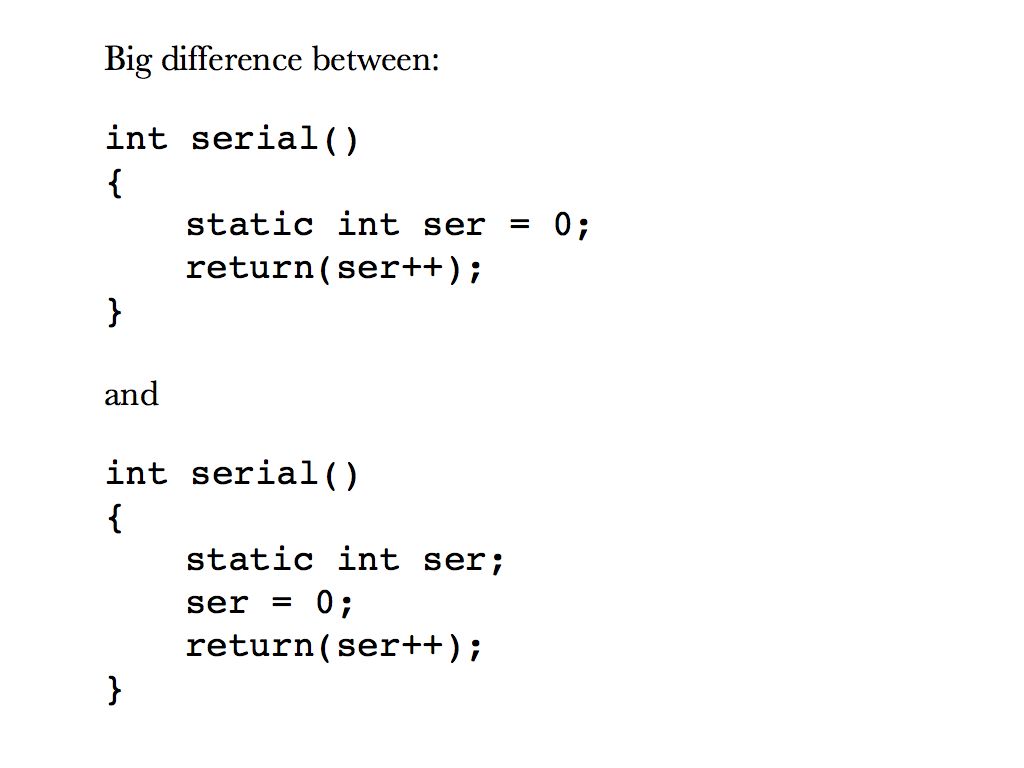 Big difference between:
int serial()
{
    static int ser = 0;
    return(ser++);
}
and
int serial()
{
    static int ser;
    ser = 0;
    return(ser++);
}